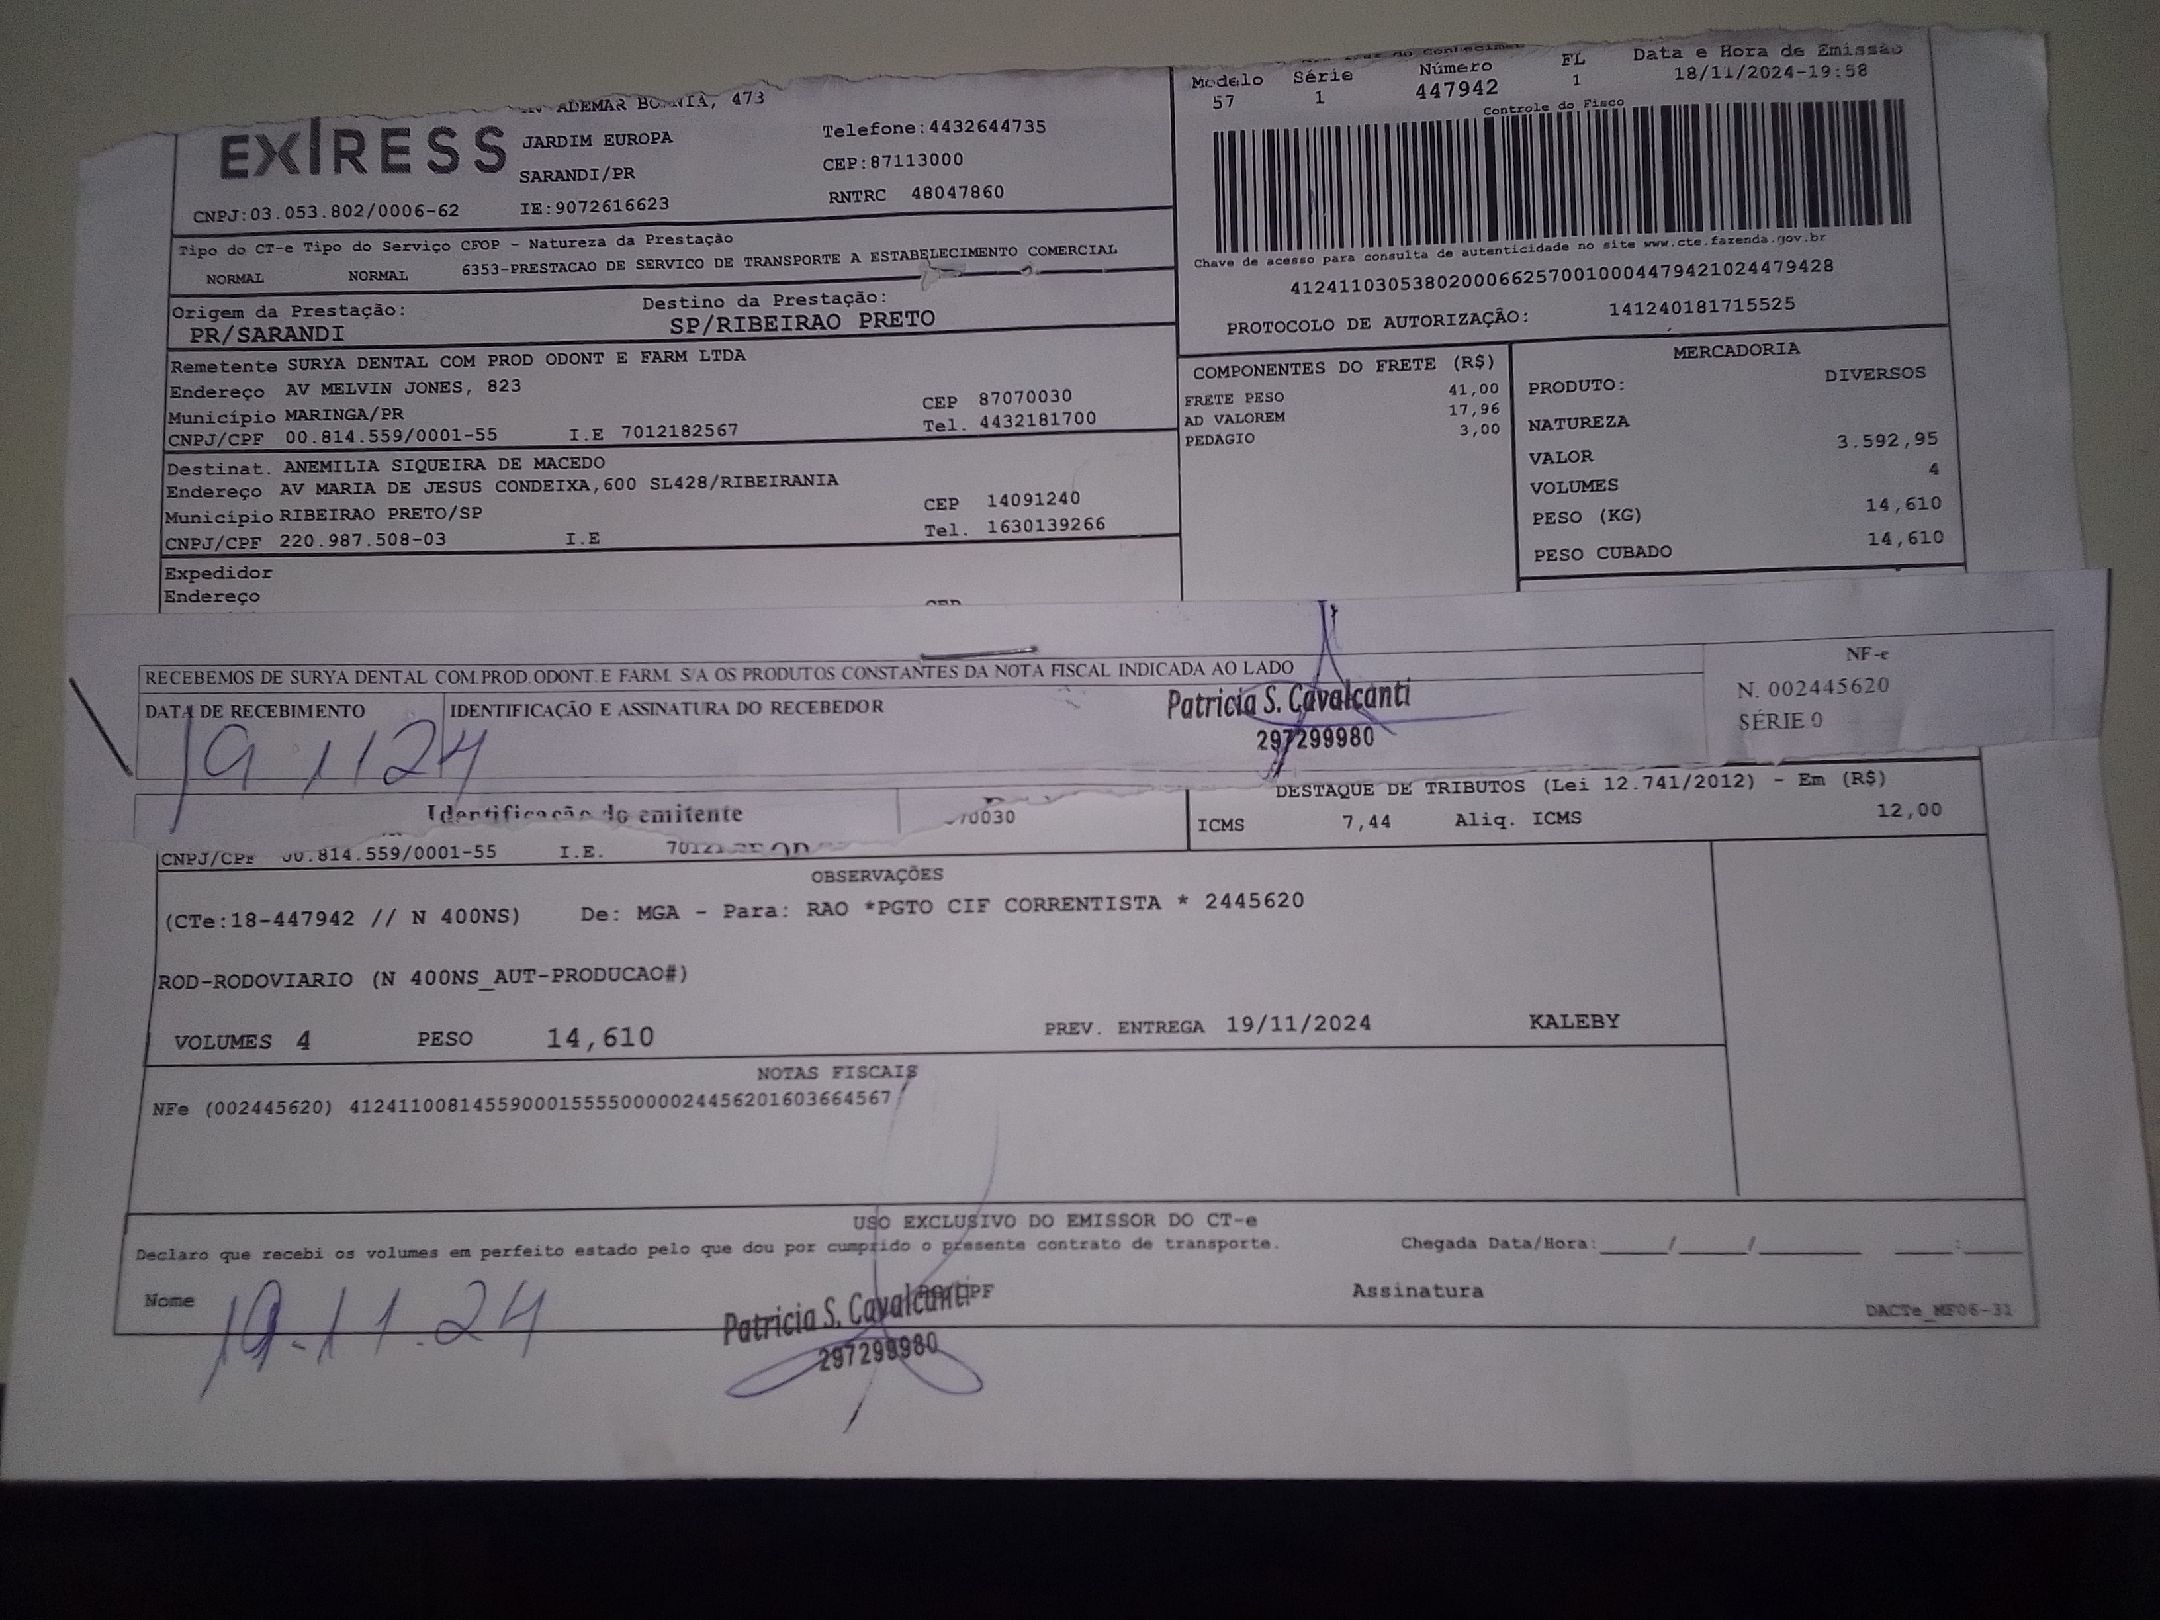 ADEMAR BORNIA, 473
EXIRESS
JARDIM EUROPA
Telefone:4432644735
SARANDI/PR
CEP:87113000
CNPJ:03.053.802/0006-62
IE:9072616623
RNTRC 48047860
Modelo Série Número FL Data e Hora de Emissão
57 1 447942 1 18/11/2024-19:58
Controle do Fisco
Chave de acesso para consulta de autenticidade no site www.cte.fazenda.gov.br
41241103053802000662570010004479421024479428
PROTOCOLO DE AUTORIZAÇÃO: 141240181715525
Tipo do CT-e Tipo do Serviço CFOP - Natureza da Prestação
NORMAL NORMAL 6353-PRESTACAO DE SERVICO DE TRANSPORTE A ESTABELECIMENTO COMERCIAL
Origem da Prestação: Destino da Prestação:
PR/SARANDI SP/RIBEIRAO PRETO
Remetente SURYA DENTAL COM PROD ODONT E FARM LTDA
Endereço AV MELVIN JONES, 823
Município MARINGA/PR CEP 87070030
CNPJ/CPF 00.814.559/0001-55 I.E 7012182567 Tel. 4432181700
Destinat. ANEMILIA SIQUEIRA DE MACEDO
Endereço AV MARIA DE JESUS CONDEIXA,600 SL428/RIBEIRANIA
Município RIBEIRAO PRETO/SP CEP 14091240
CNPJ/CPF 220.987.508-03 I.E Tel. 1630139266
Expedidor
Endereço
COMPONENTES DO FRETE (R$)
FRETE PESO 41,00
AD VALOREM 17,96
PEDAGIO 3,00
MERCADORIA
PRODUTO: DIVERSOS
NATUREZA
VALOR 3.592,95
VOLUMES 4
PESO (KG) 14,610
PESO CUBADO 14,610
RECEBEMOS DE SURYA DENTAL COM.PROD.ODONT.E FARM. S/A OS PRODUTOS CONSTANTES DA NOTA FISCAL INDICADA AO LADO
DATA DE RECEBIMENTO IDENTIFICAÇÃO E ASSINATURA DO RECEBEDOR
19 11 24
Patricia S. Cavalcanti
297299980
NF-e
N. 002445620
SÉRIE 0
Identificação do emitente
70030
DESTAQUE DE TRIBUTOS (Lei 12.741/2012) - Em (R$)
ICMS 7,44 Aliq. ICMS 12,00
CNPJ/CPF 00.814.559/0001-55 I.E.
OBSERVAÇÕES
(CTe:18-447942 // N 400NS) De: MGA - Para: RAO *PGTO CIF CORRENTISTA * 2445620
ROD-RODOVIARIO (N 400NS_AUT-PRODUCAO#)
VOLUMES 4 PESO 14,610 PREV. ENTREGA 19/11/2024 KALEBY
NOTAS FISCAIS
NFe (002445620) 41241100814559000155550000024456201603664567
USO EXCLUSIVO DO EMISSOR DO CT-e
Declaro que recebi os volumes em perfeito estado pelo que dou por cumprido o presente contrato de transporte. Chegada Data/Hora:_____/_____/_______ ____:____
Nome Assinatura
19.11.24
Patricia S. Cavalcanti
297299980
DACTe_MF06-31